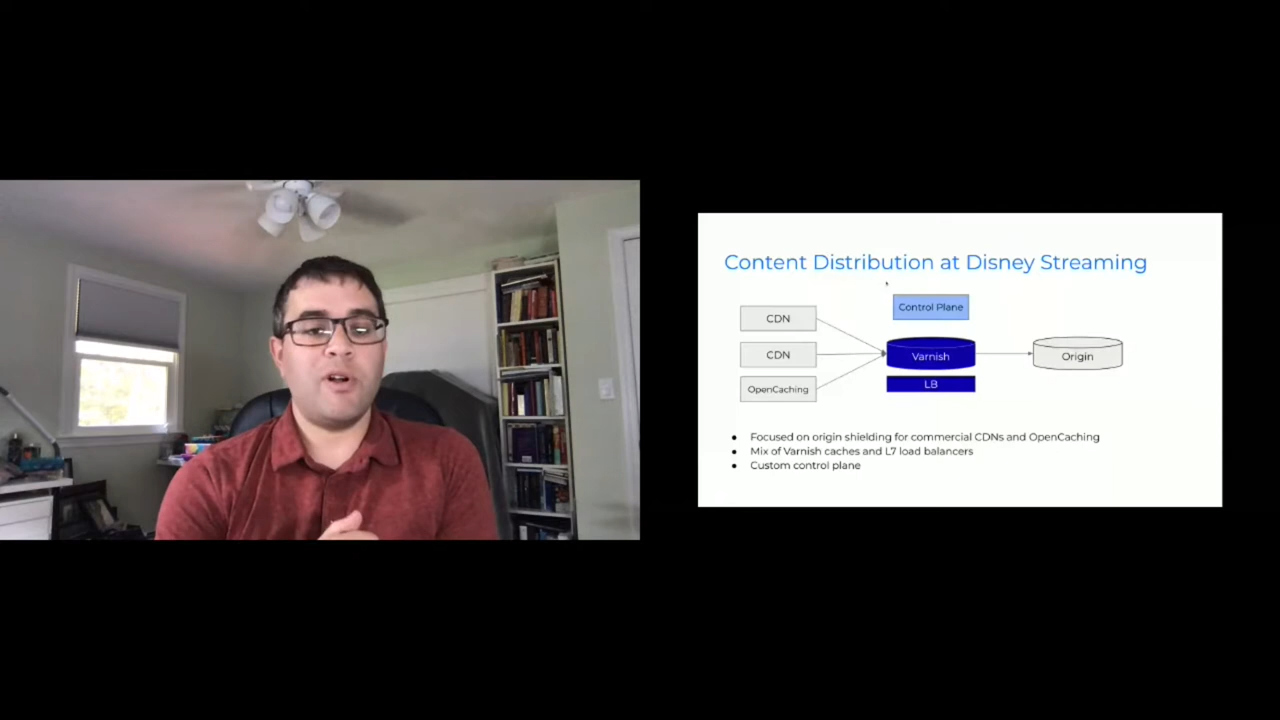 Content Distribution at Disney Streaming
Control Plane
CDN
CDN
OpenCaching
Varnish
LB
Origin
Focused on origin shielding for commercial CDNs and OpenCaching
Mix of Varnish caches and L7 load balancers
Custom control plane